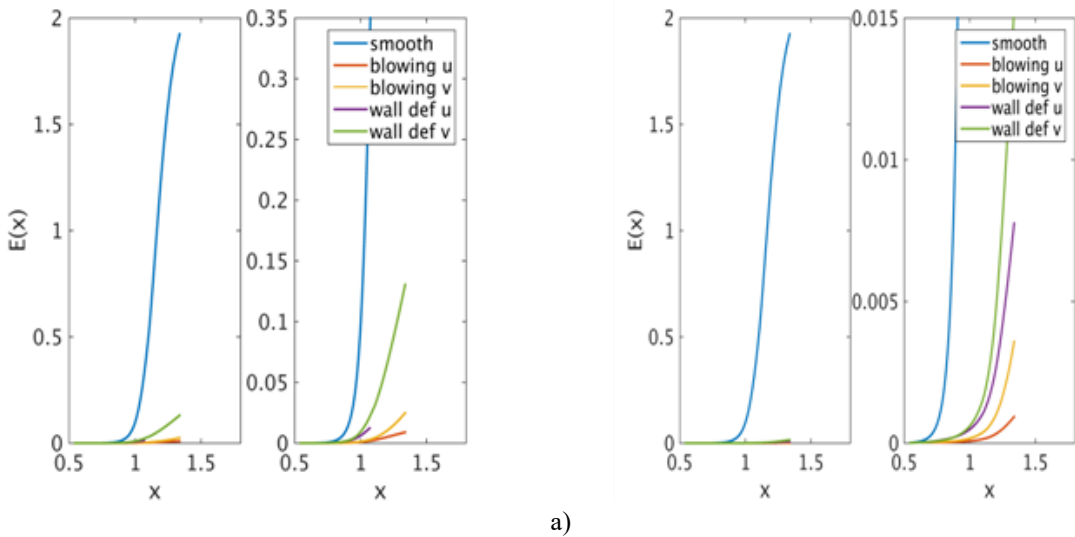 2
1.5
1
0.5
0
E(x)
0.5
1
1.5
x
0.35
0.3
0.25
0.2
0.15
0.1
0.05
0
0.5
1
1.5
x
smooth
blowing u
blowing v
wall def u
wall def v
2
1.5
1
0.5
0
E(x)
0.5
1
1.5
x
0.015
0.01
0.005
0
0.5
1
1.5
x
smooth
blowing u
blowing v
wall def u
wall def v
a)